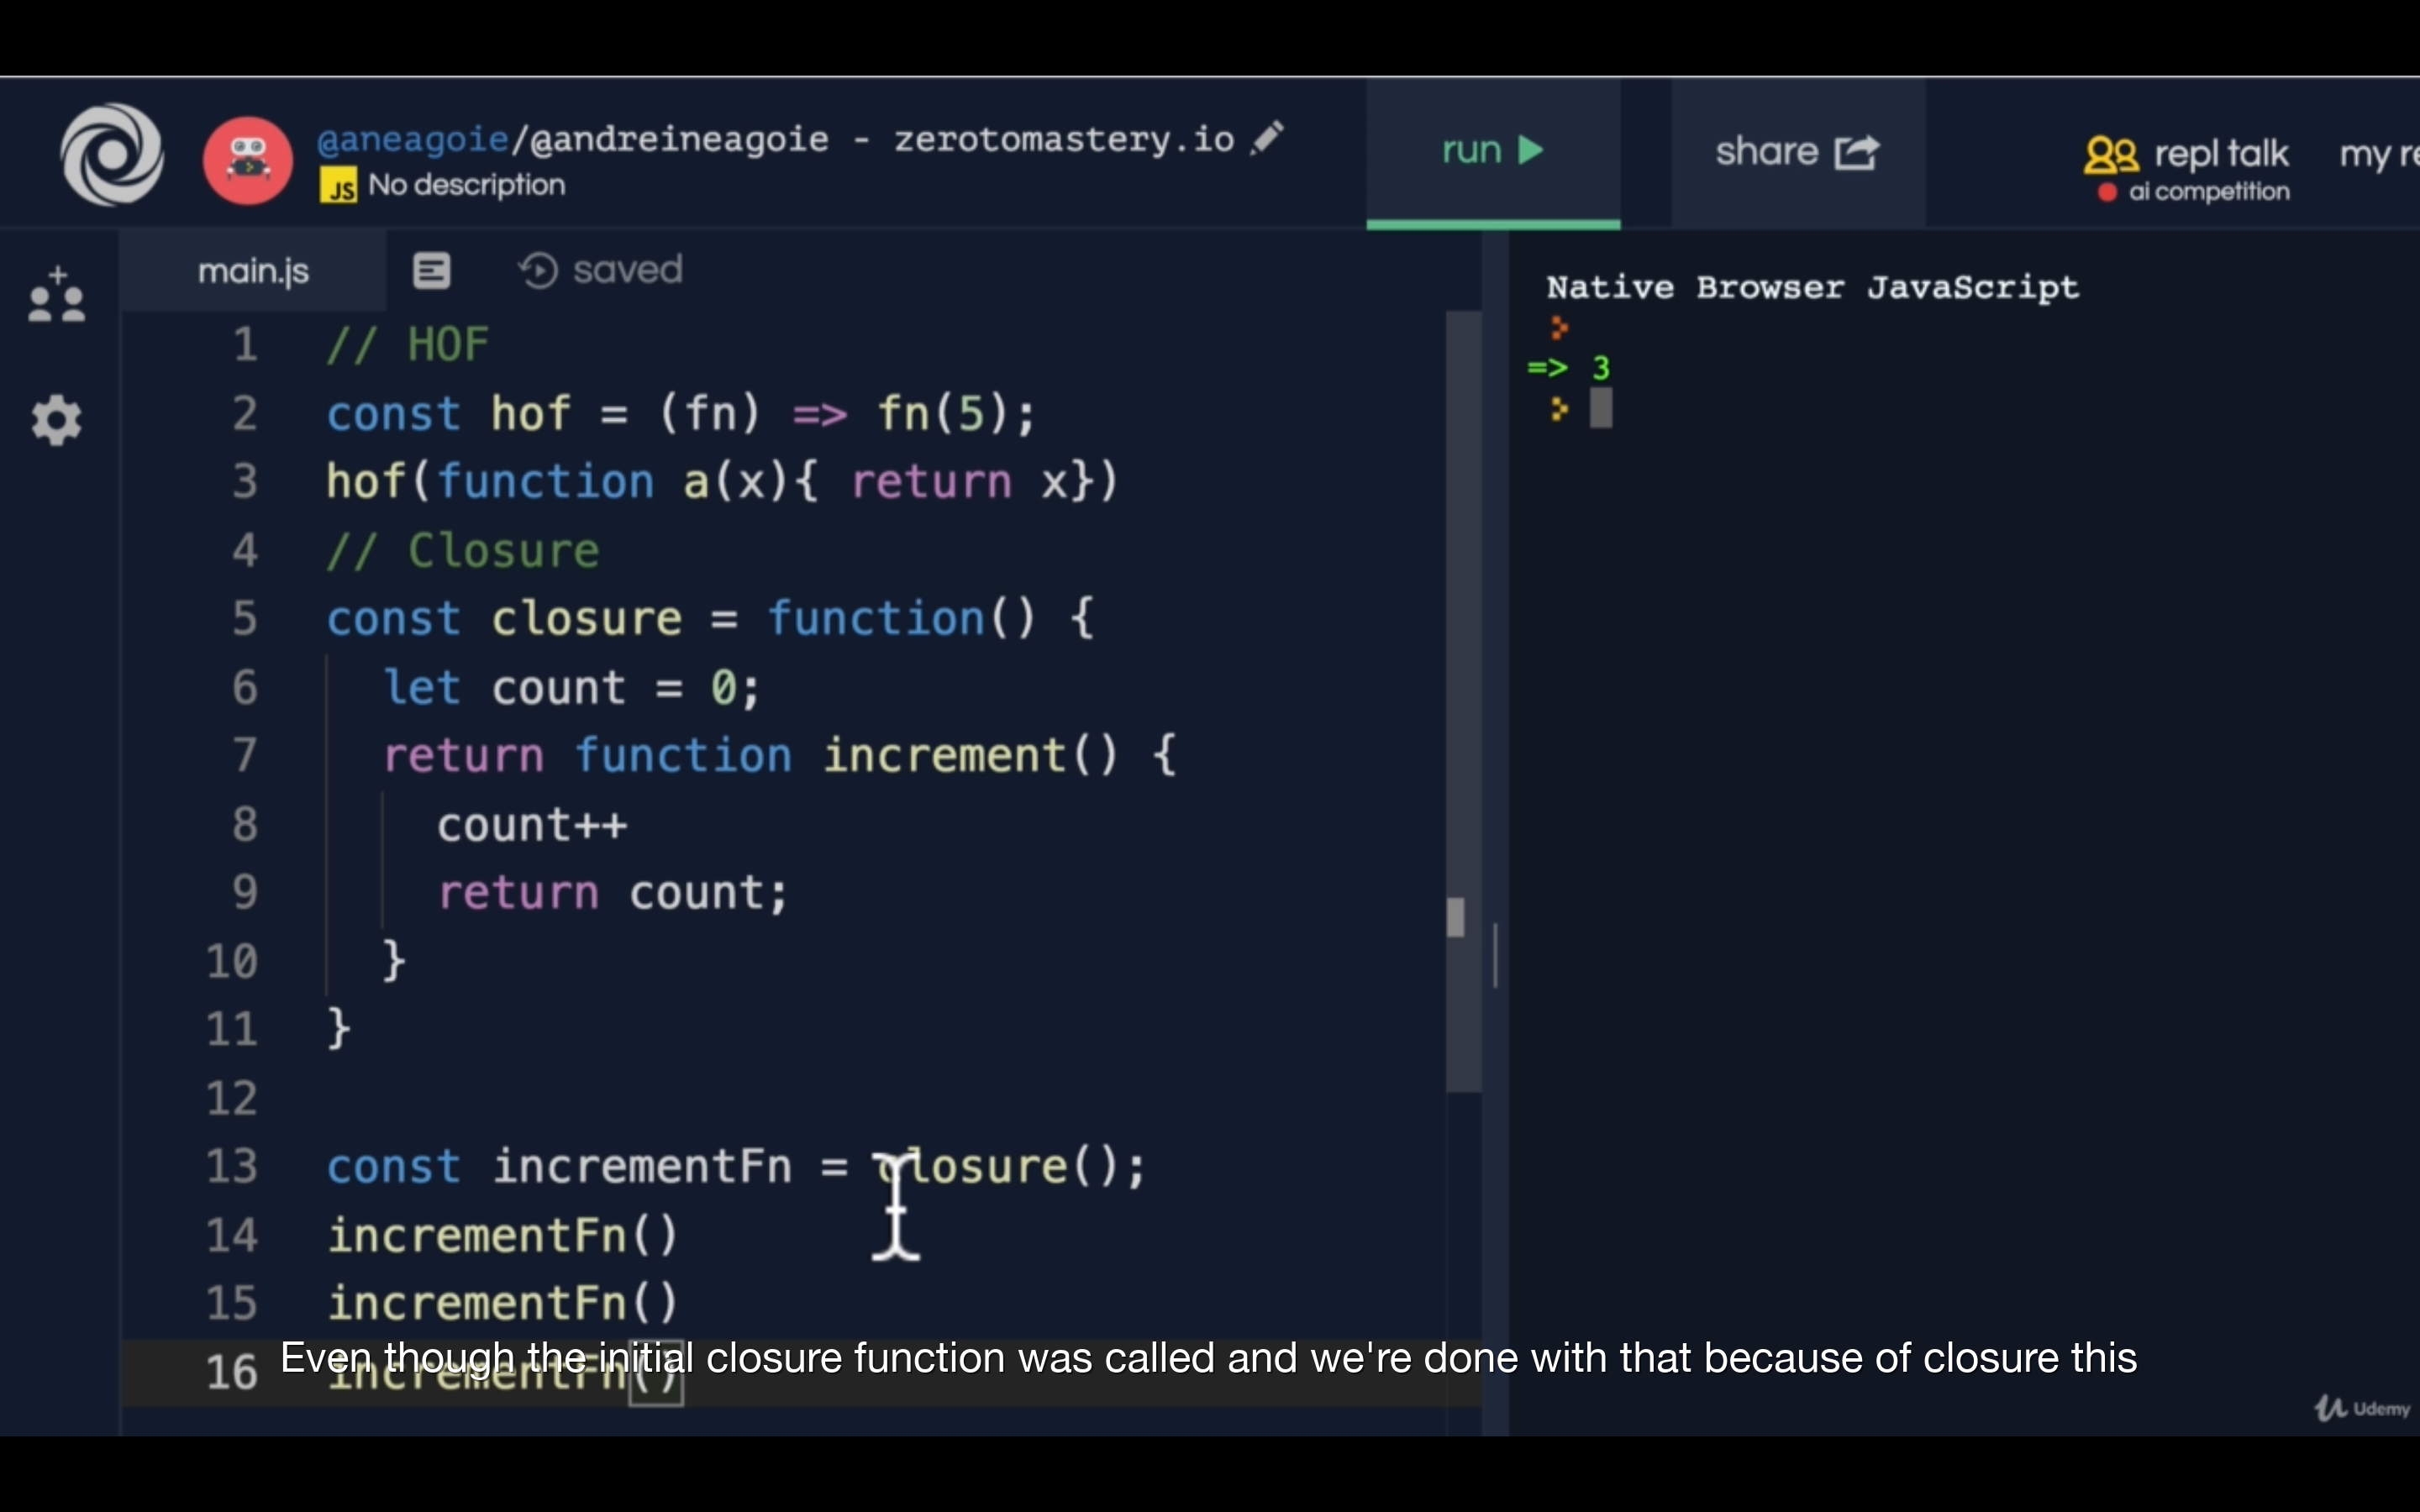 @aneagoie/@andreineagoie - zerotomastery.io
JS No description
run
share
repl talk
ai competition
my re
main.js
saved
1 // HOF
2 const hof = (fn) => fn(5);
3 hof(function a(x){ return x})
4 // Closure
5 const closure = function() {
6 let count = 0;
7 return function increment() {
8 count++
9 return count;
10 }
11 }
12
13 const incrementFn = closure();
14 incrementFn()
15 incrementFn()
16 incrementFn()
Native Browser JavaScript
=> 3
Even though the initial closure function was called and we're done with that because of closure this
Udemy